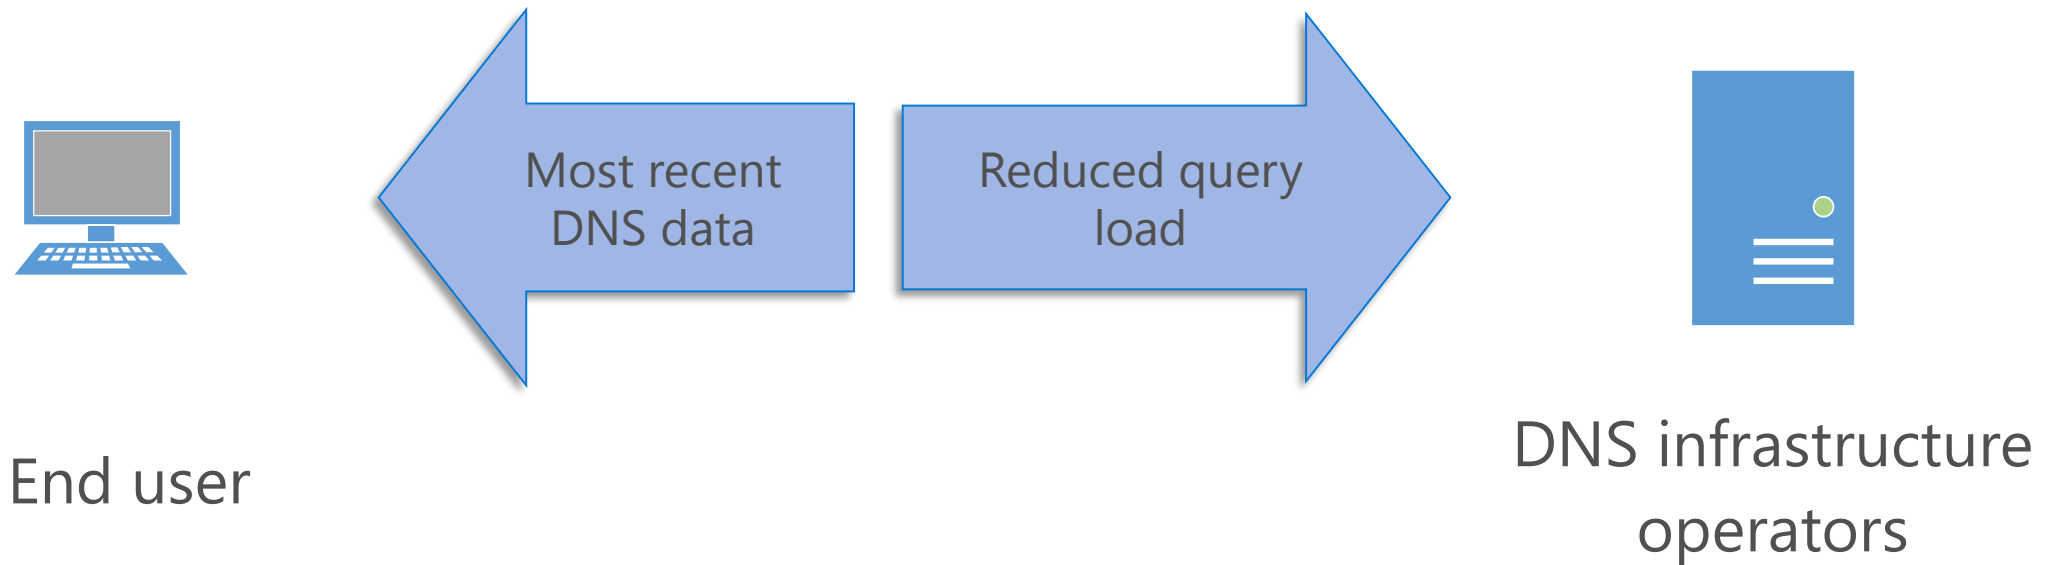 Most recent
DNS data
Reduced query
load
End user
DNS infrastructure
operators